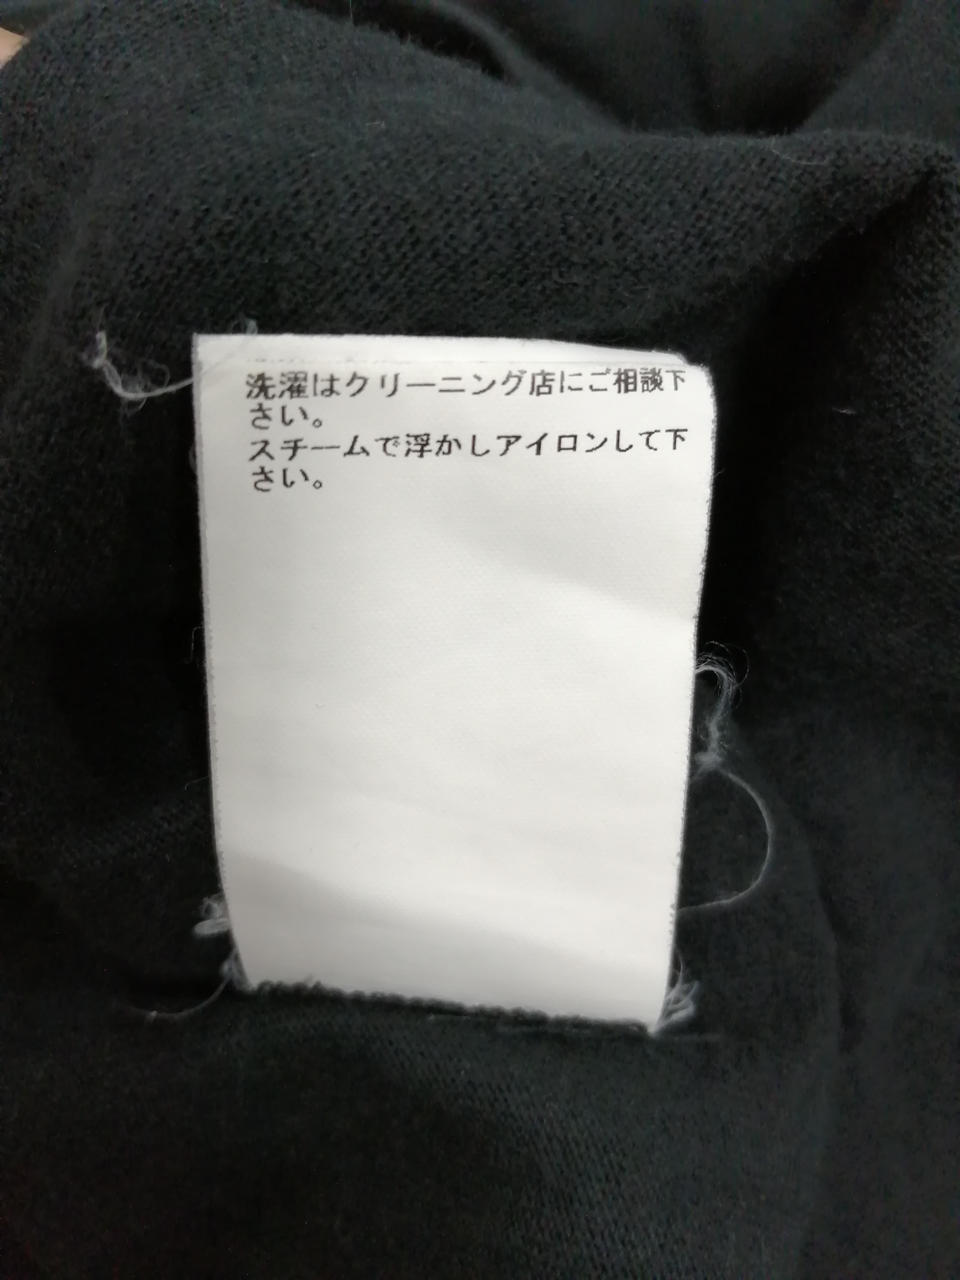 洗濯はクリーニング店にご相談下
さい。
スチームで浮かしアイロンして下
さい。